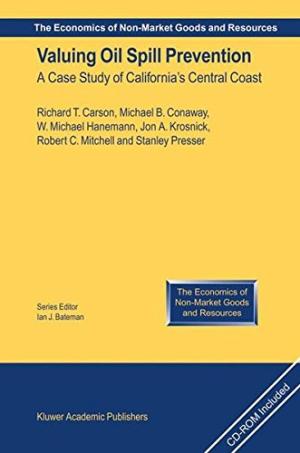 The Economics of Non-Market Goods and Resources
Valuing Oil Spill Prevention
A Case Study of California's Central Coast
Richard T. Carson, Michael B. Conaway,
W. Michael Hanemann, Jon A. Krosnick,
Robert C. Mitchell and Stanley Presser
The Economics of
Non-Market Goods
and Resources
Series Editor
Ian J. Bateman
Kluwer Academic Publishers
CD-ROM Included